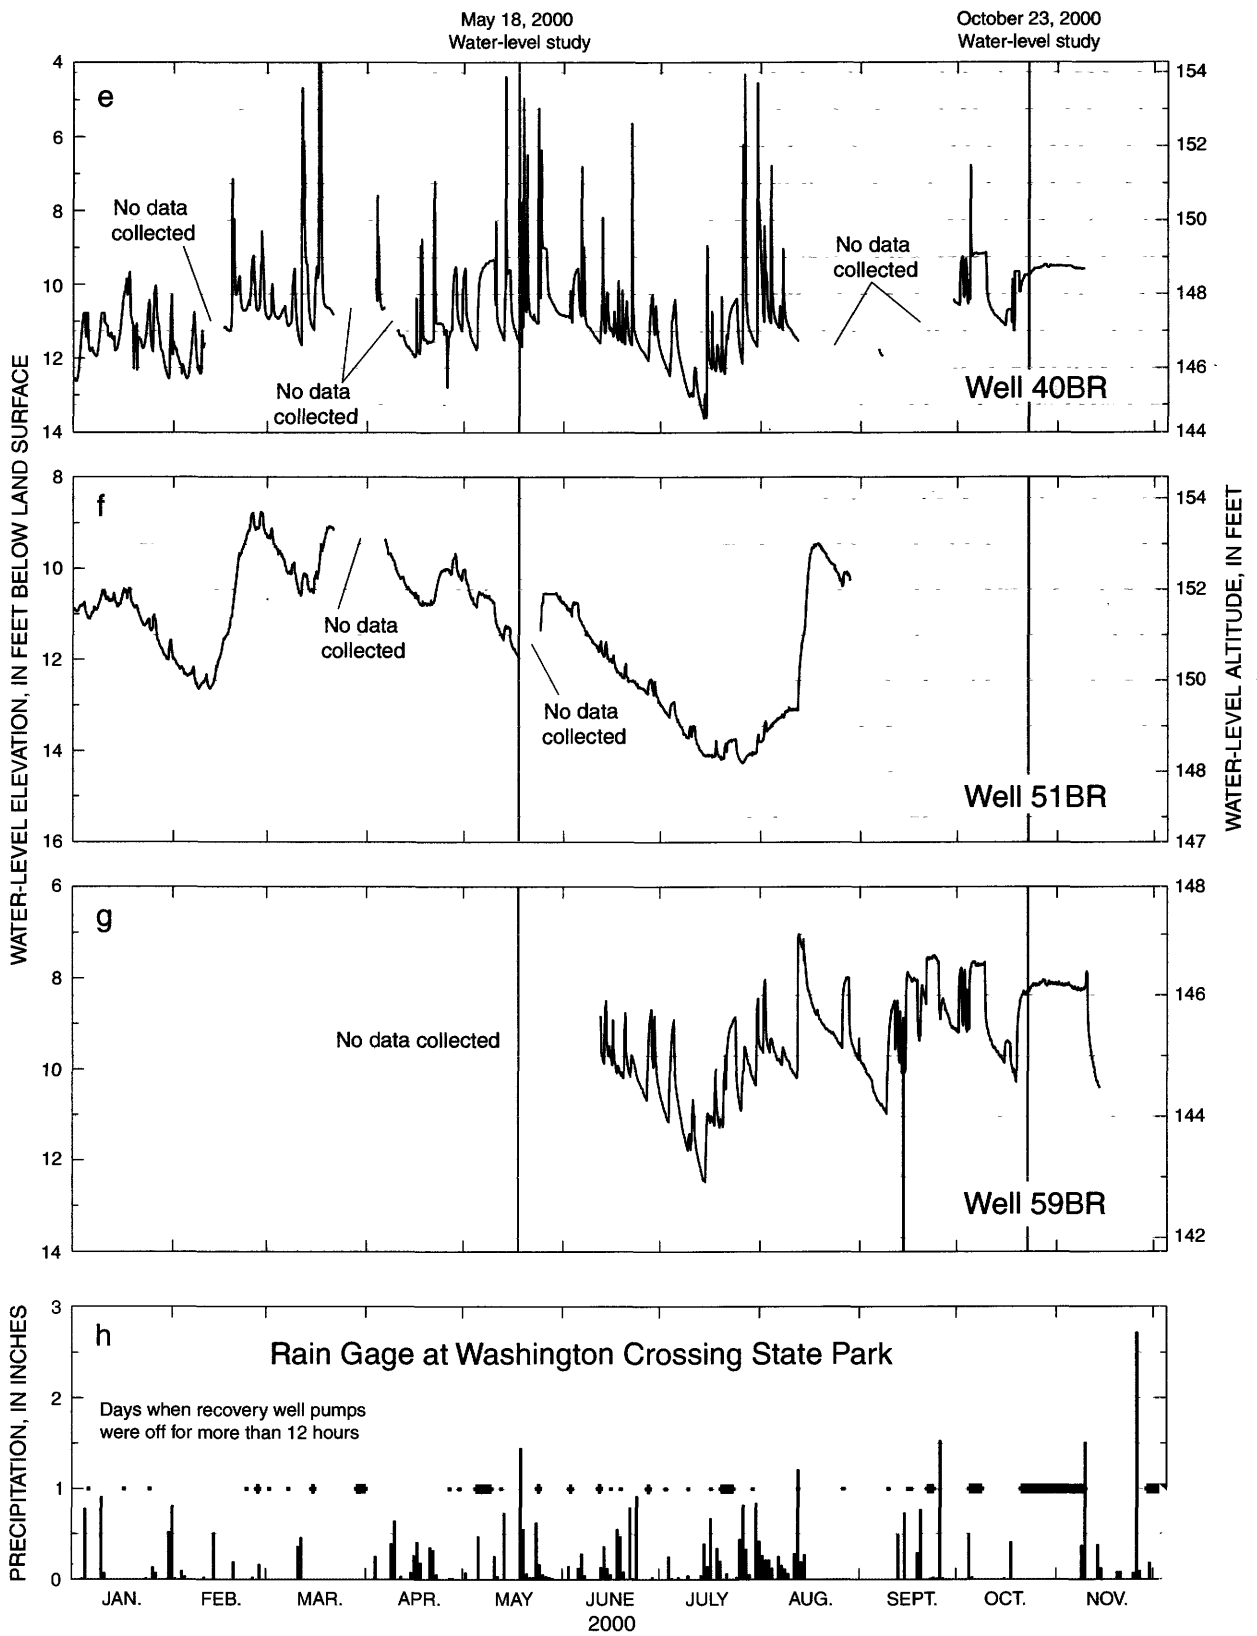 May 18, 2000
Water-level study
October 23, 2000
Water-level study
WATER-LEVEL ELEVATION, IN FEET BELOW LAND SURFACE
WATER-LEVEL ALTITUDE, IN FEET
e
4
6
8
10
12
14
154
152
150
148
146
144
No data
collected
No data
collected
No data
collected
Well 40BR
f
8
10
12
14
16
154
152
150
148
147
No data
collected
No data
collected
Well 51BR
g
6
8
10
12
14
148
146
144
142
No data collected
Well 59BR
PRECIPITATION, IN INCHES
h
3
2
1
0
Rain Gage at Washington Crossing State Park
Days when recovery well pumps
were off for more than 12 hours
JAN. FEB. MAR. APR. MAY JUNE JULY AUG. SEPT. OCT. NOV.
2000